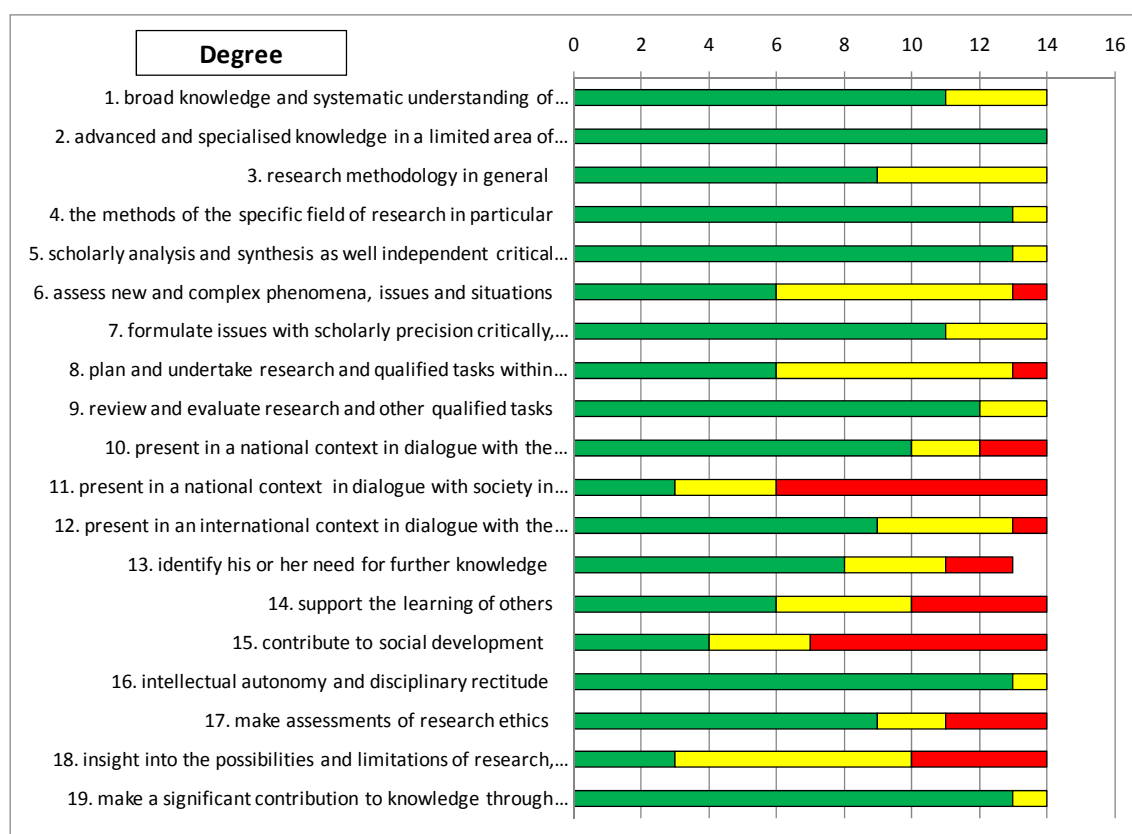 Degree
0 2 4 6 8 10 12 14 16
1. broad knowledge and systematic understanding of...
2. advanced and specialised knowledge in a limited area of...
3. research methodology in general
4. the methods of the specific field of research in particular
5. scholarly analysis and synthesis as well independent critical...
6. assess new and complex phenomena, issues and situations
7. formulate issues with scholarly precision critically,...
8. plan and undertake research and qualified tasks within...
9. review and evaluate research and other qualified tasks
10. present in a national context in dialogue with the...
11. present in a national context in dialogue with society in...
12. present in an international context in dialogue with the...
13. identify his or her need for further knowledge
14. support the learning of others
15. contribute to social development
16. intellectual autonomy and disciplinary rectitude
17. make assessments of research ethics
18. insight into the possibilities and limitations of research,...
19. make a significant contribution to knowledge through...